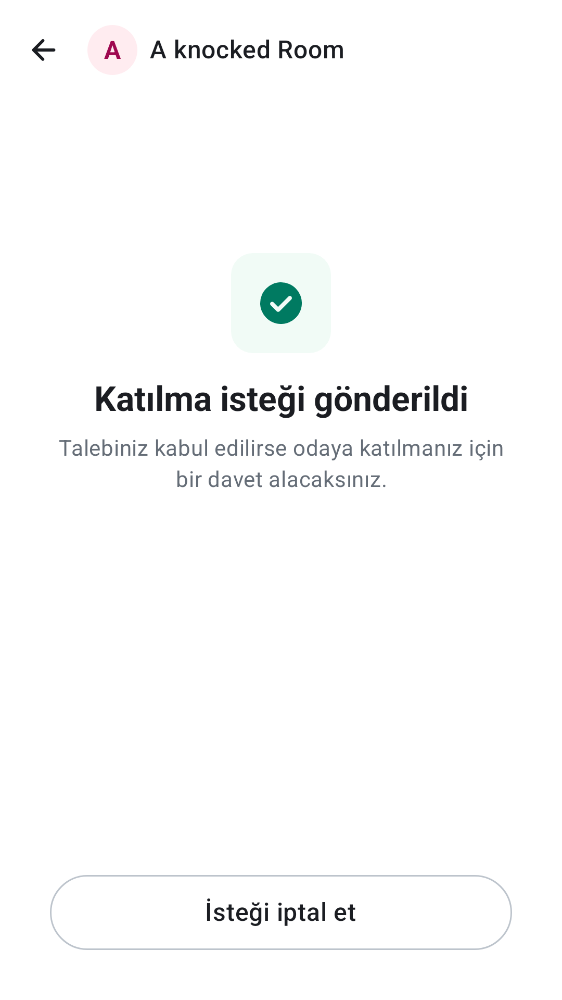 A
A knocked Room
Katılma isteği gönderildi
Talebiniz kabul edilirse odaya katılmanız için
bir davet alacaksınız.
İsteği iptal et